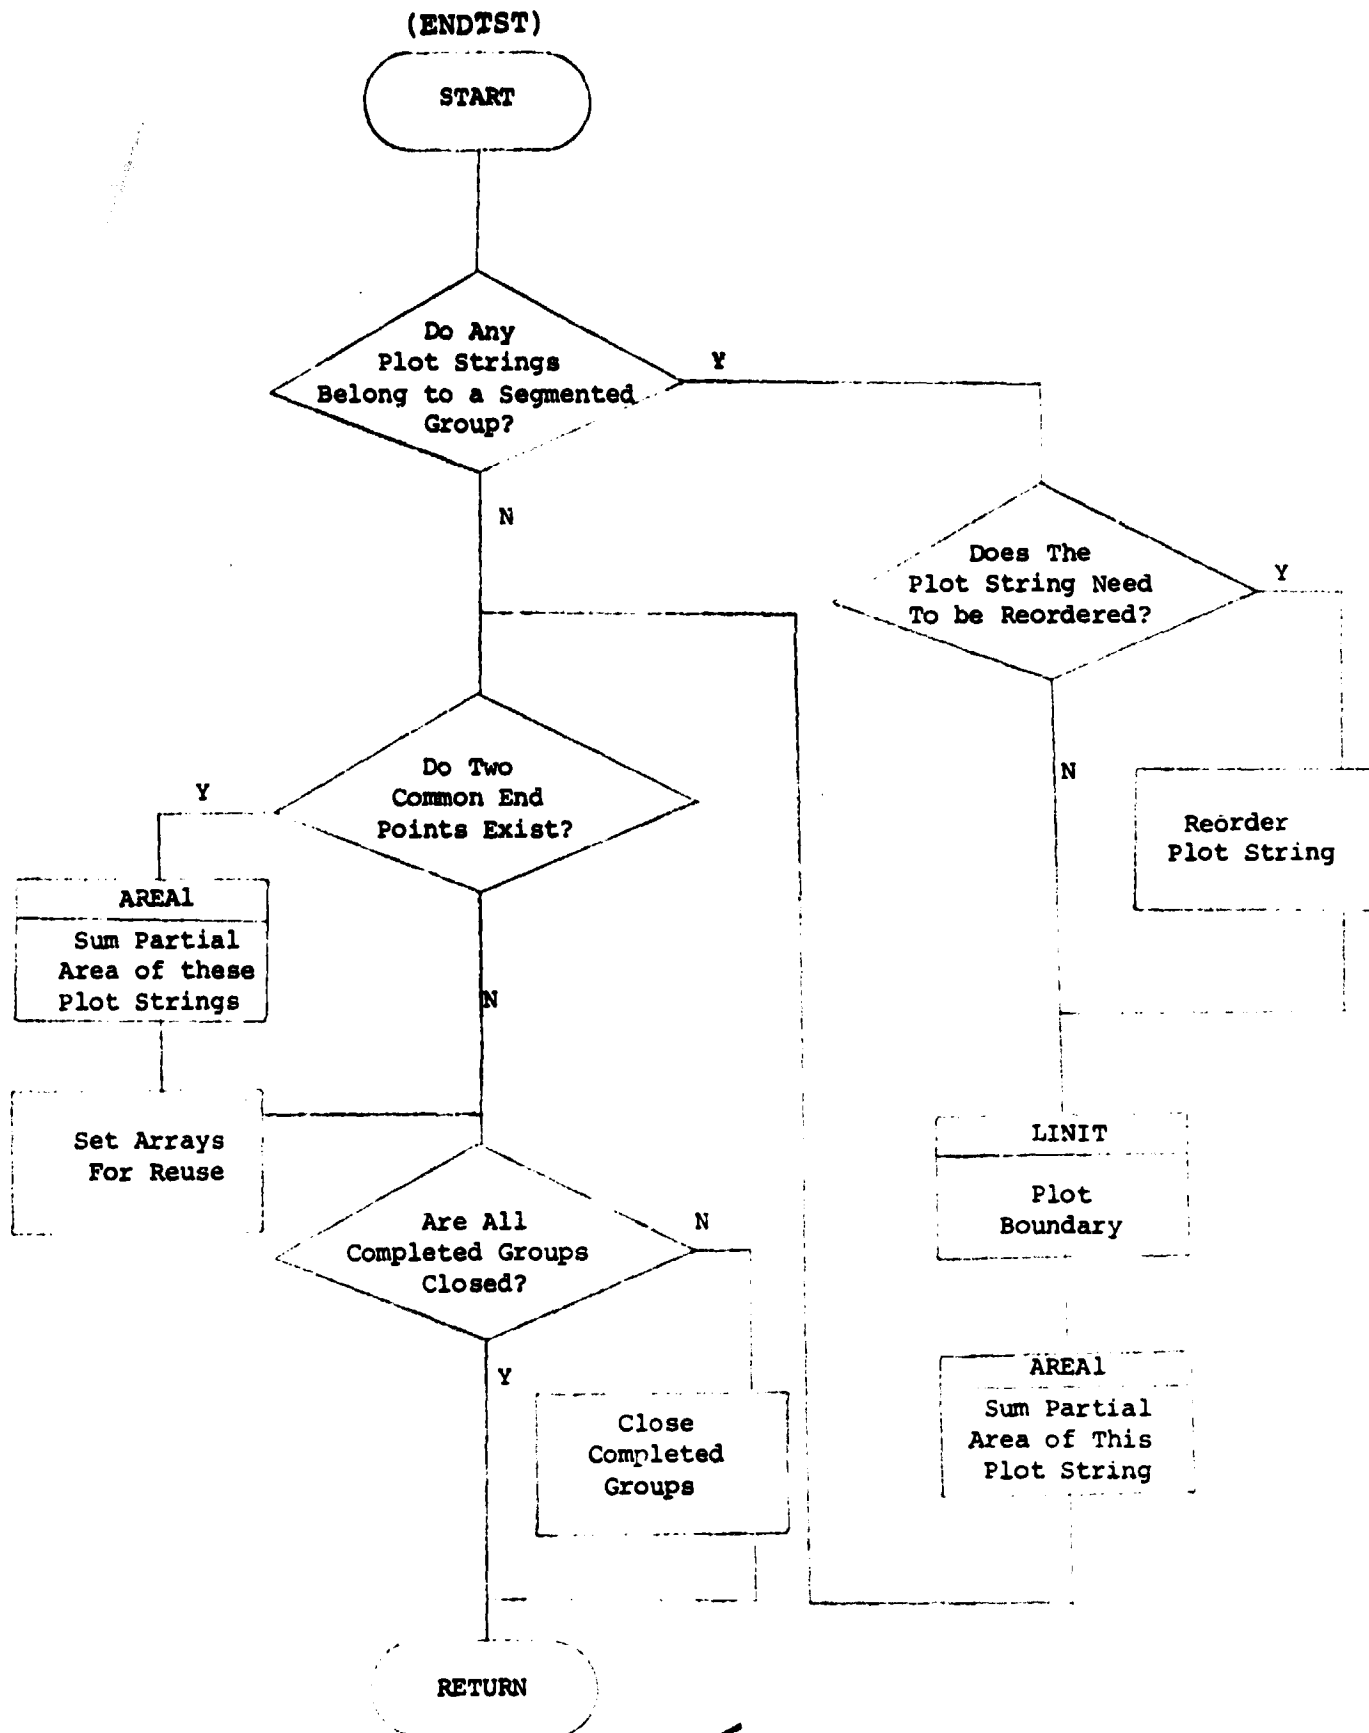 (ENDTST)
START
Do Any
Plot Strings
Belong to a Segmented
Group?
Y
N
Does The
Plot String Need
To be Reordered?
Y
N
Reorder
Plot String
Do Two
Common End
Points Exist?
Y
N
AREA1
Sum Partial
Area of these
Plot Strings
Set Arrays
For Reuse
LINIT
Plot
Boundary
Are All
Completed Groups
Closed?
N
Y
Close
Completed
Groups
AREA1
Sum Partial
Area of This
Plot String
RETURN